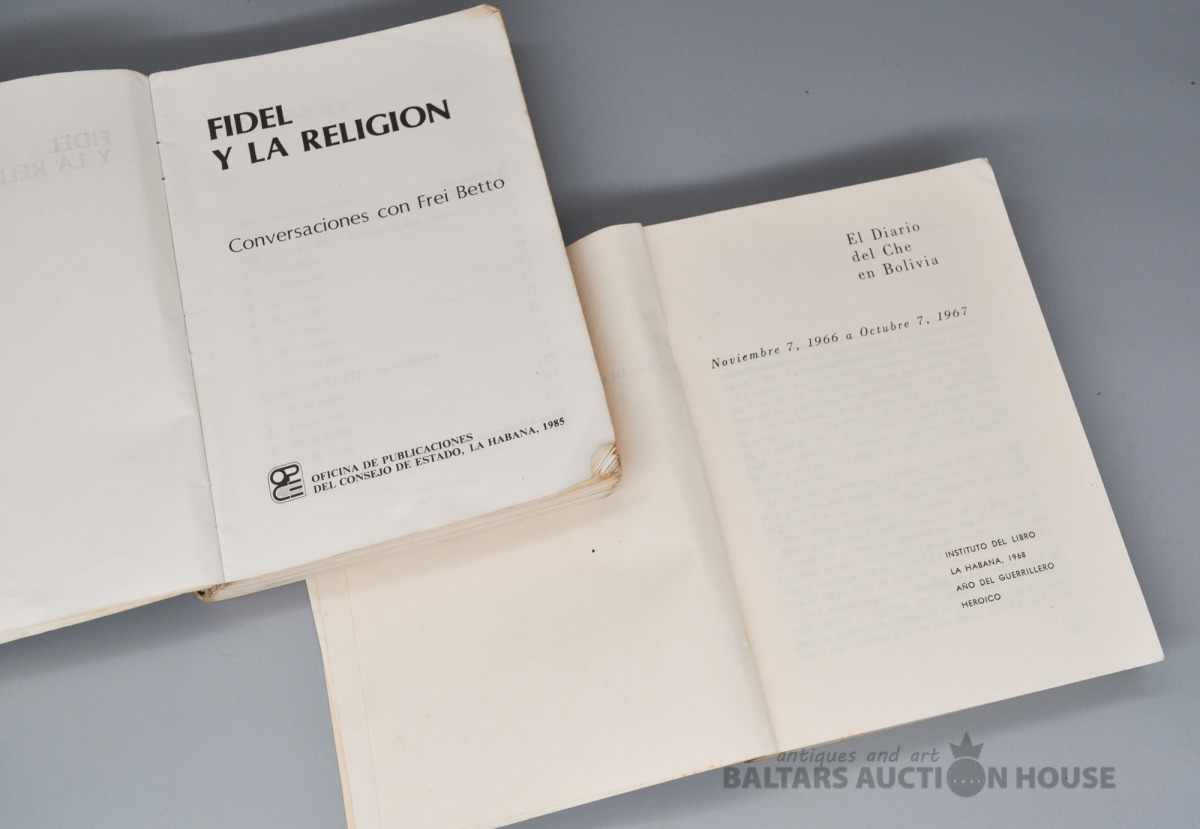 FIDEL
Y LA RELIGION
Conversaciones con Frei Betto
OPCE
OFICINA DE PUBLICACIONES
DEL CONSEJO DE ESTADO, LA HABANA, 1985
El Diario
del Che
en Bolivia
Noviembre 7, 1966 a Octubre 7, 1967
INSTITUTO DEL LIBRO
LA HABANA, 1968
AÑO DEL GUERRILLERO
HEROICO
antiques and art
BALTARS AUCTION HOUSE